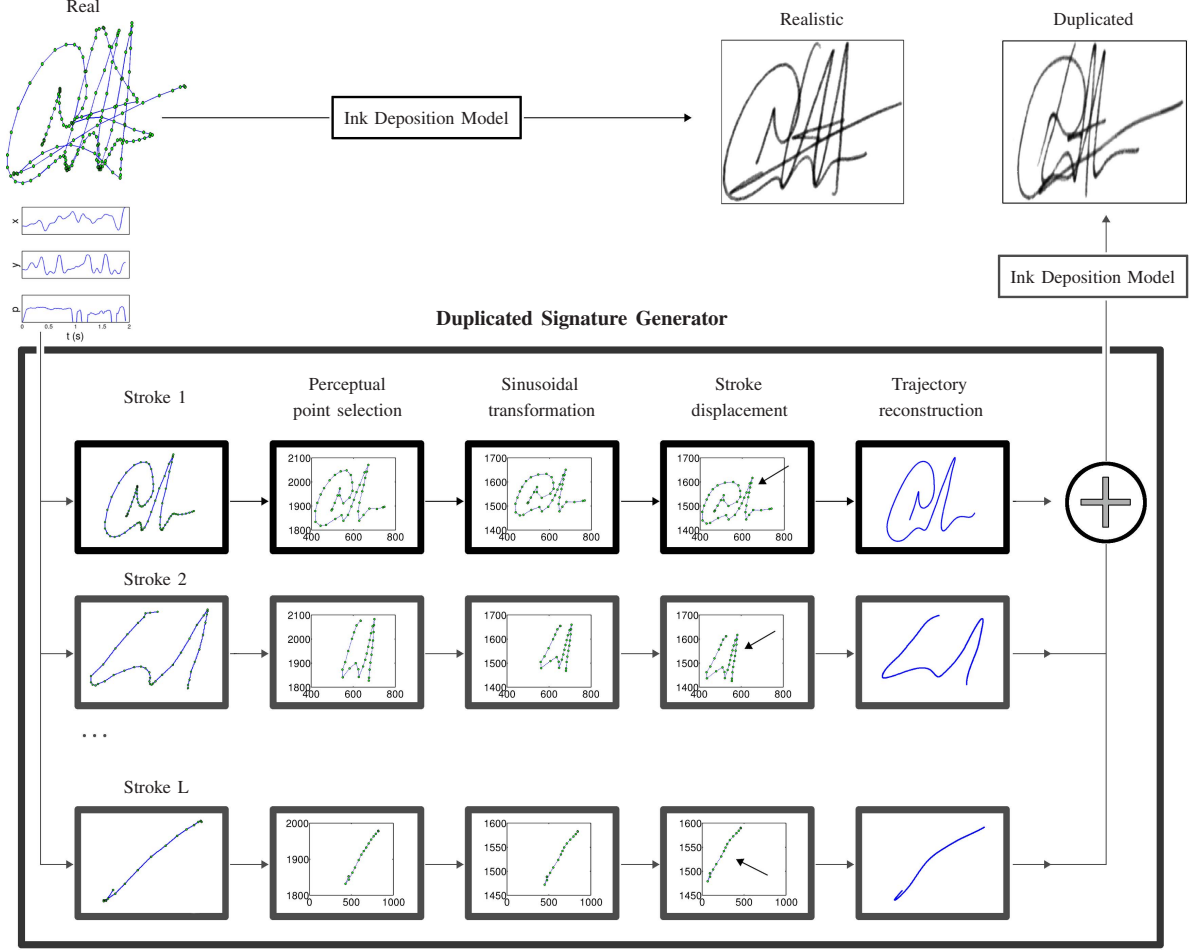 Real
Realistic
Duplicated
Ink Deposition Model
x
y
p
0 0.5 1 1.5 2
t (s)
Ink Deposition Model
Duplicated Signature Generator
Stroke 1
Perceptual
point selection
Sinusoidal
transformation
Stroke
displacement
Trajectory
reconstruction
2100
2000
1900
1800
400 600 800
1700
1600
1500
1400
400 600 800
1700
1600
1500
1400
400 600 800
Stroke 2
2100
2000
1900
1800
400 600 800
1700
1600
1500
1400
400 600 800
1700
1600
1500
1400
400 600 800
...
Stroke L
2000
1900
1800
0 500 1000
1600
1550
1500
1450
0 500 1000
1600
1550
1500
1450
0 500 1000